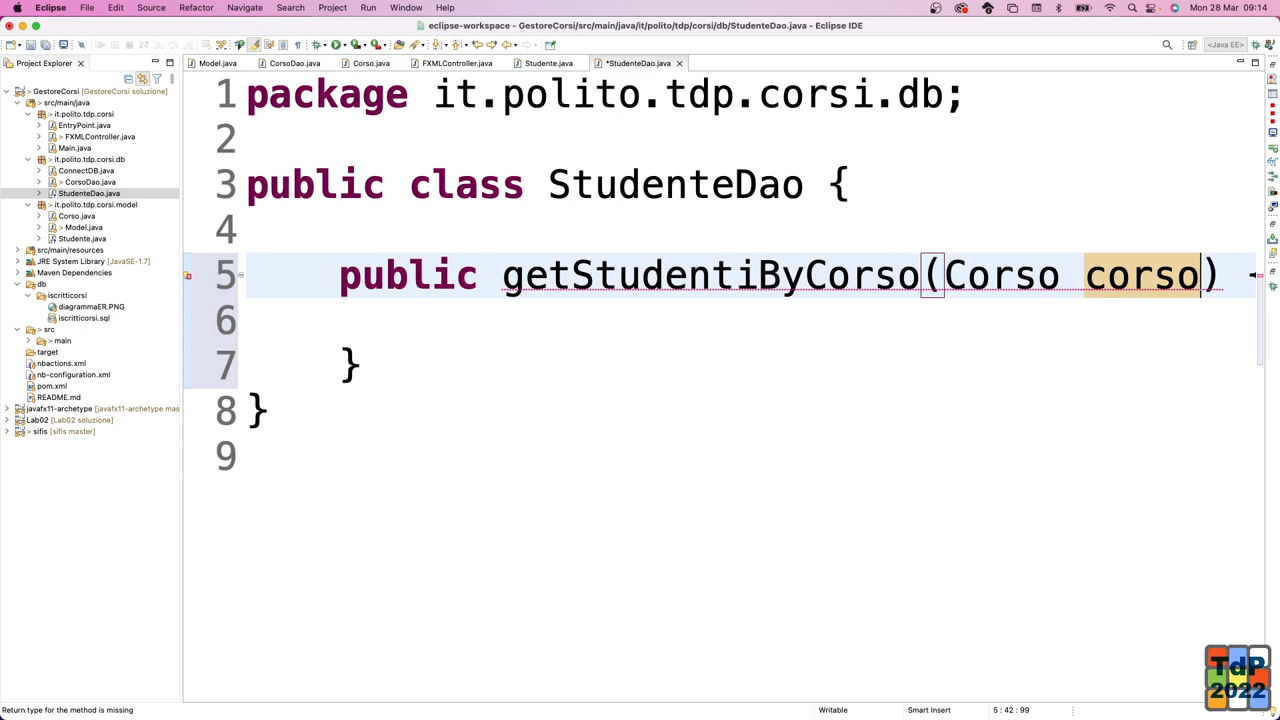 Eclipse File Edit Source Refactor Navigate Search Project Run Window Help Mon 28 Mar 09:14
eclipse-workspace - GestoreCorsi/src/main/java/it/polito/tdp/corsi/db/StudenteDao.java - Eclipse IDE
<Java EE>
Project Explorer
Model.java CorsoDao.java Corso.java FXMLController.java Studente.java *StudenteDao.java
GestoreCorsi [GestoreCorsi soluzione]
src/main/java
it.polito.tdp.corsi
EntryPoint.java
> FXMLController.java
Main.java
it.polito.tdp.corsi.db
ConnectDB.java
> CorsoDao.java
StudenteDao.java
it.polito.tdp.corsi.model
Corso.java
> Model.java
Studente.java
src/main/resources
JRE System Library [JavaSE-1.7]
Maven Dependencies
db
iscritticorsi
diagrammaER.PNG
iscritticorsi.sql
src
> main
target
nbactions.xml
nb-configuration.xml
pom.xml
README.md
javafx11-archetype [javafx11-archetype mas
Lab02 [Lab02 soluzione]
> sifis [sifis master]
1 package it.polito.tdp.corsi.db;
2
3 public class StudenteDao {
4
5 public getStudentiByCorso(Corso corso)
6
7 }
8 }
9
Return type for the method is missing
Writable Smart Insert 5 : 42 : 99
TdP
2022